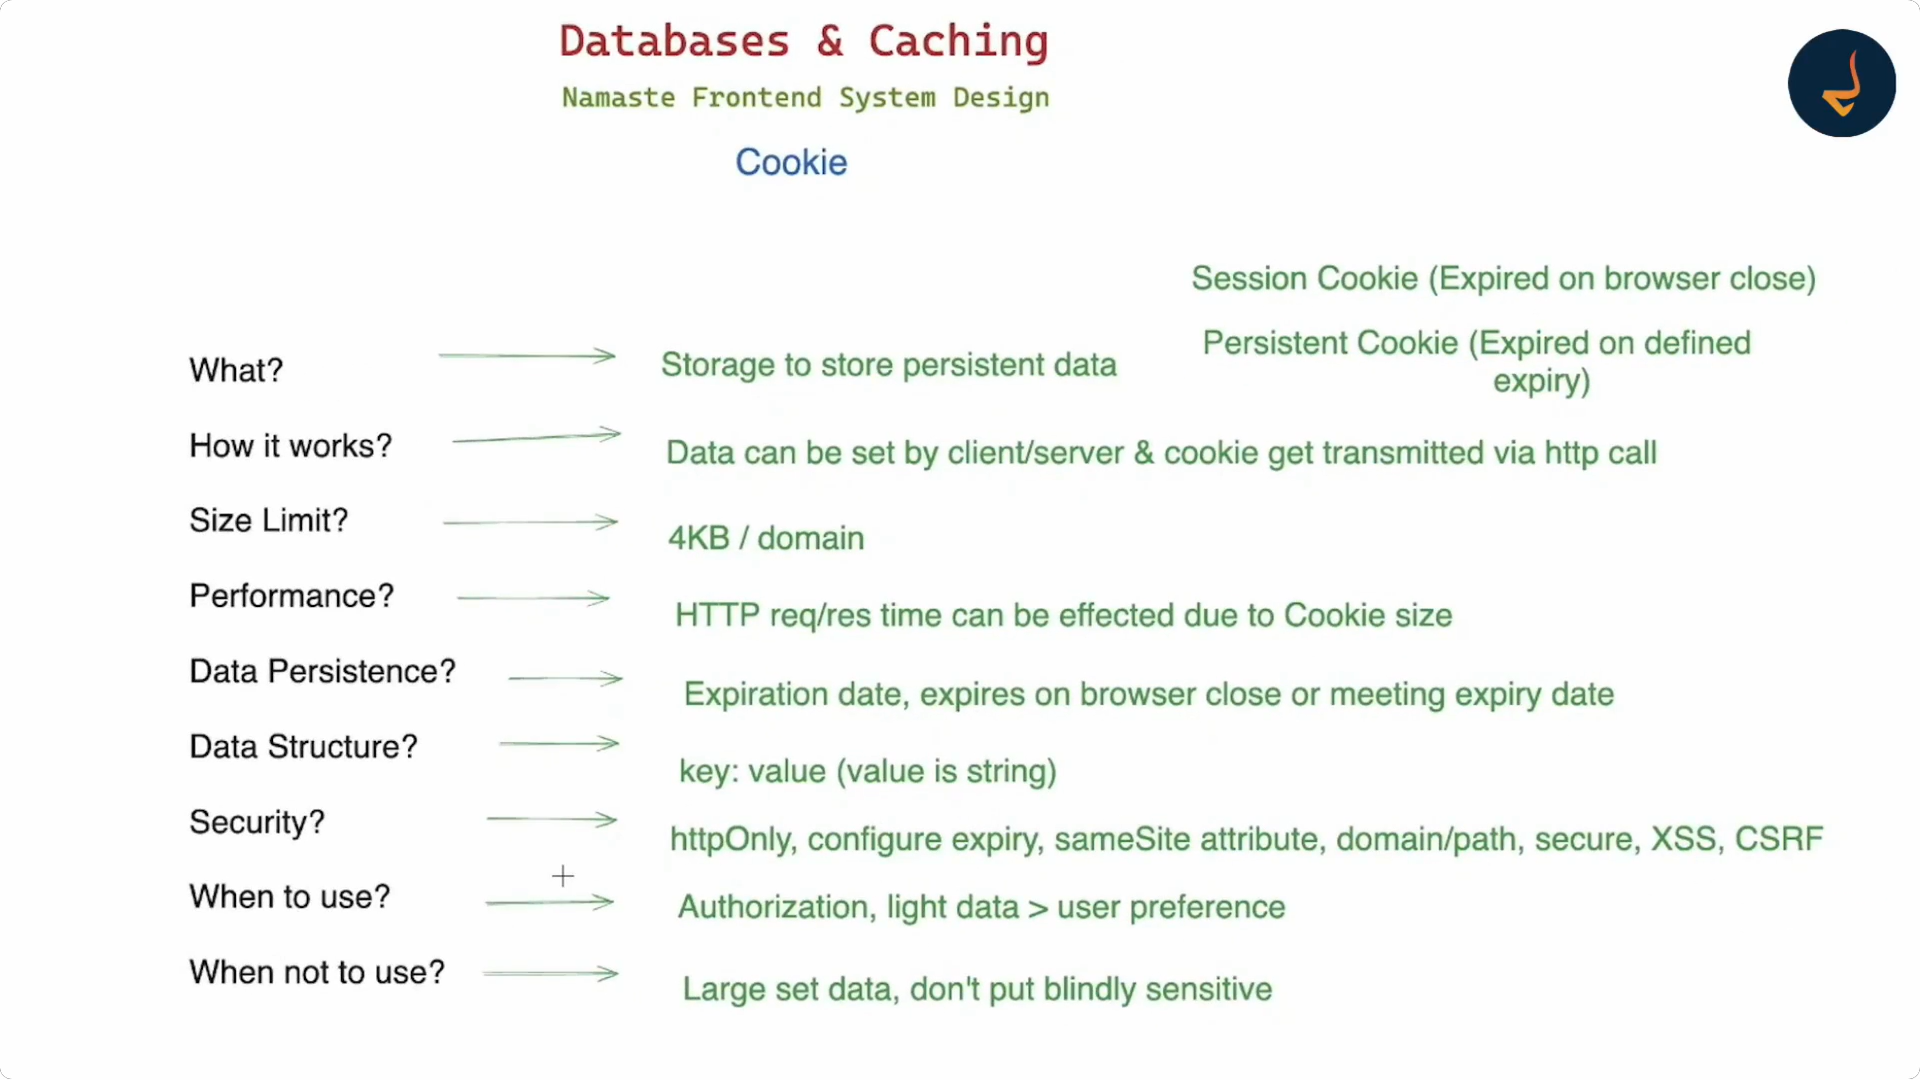 Databases & Caching
Namaste Frontend System Design
Cookie
Session Cookie (Expired on browser close)
Persistent Cookie (Expired on defined
expiry)
What?
Storage to store persistent data
How it works?
Data can be set by client/server & cookie get transmitted via http call
Size Limit?
4KB / domain
Performance?
HTTP req/res time can be effected due to Cookie size
Data Persistence?
Expiration date, expires on browser close or meeting expiry date
Data Structure?
key: value (value is string)
Security?
httpOnly, configure expiry, sameSite attribute, domain/path, secure, XSS, CSRF
When to use?
Authorization, light data > user preference
When not to use?
Large set data, don't put blindly sensitive